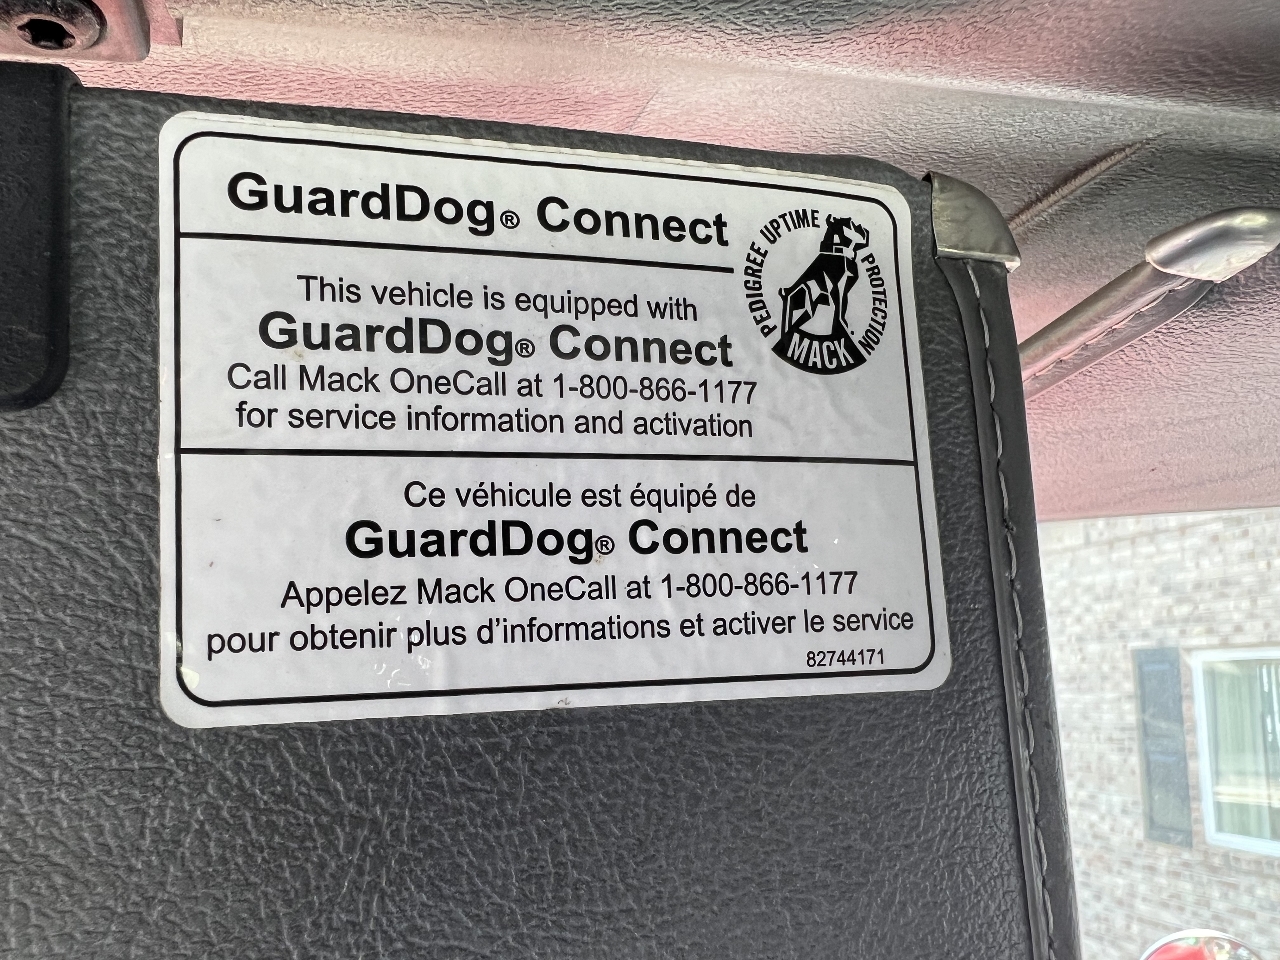 GuardDog® Connect
PEDIGREE UPTIME PROTECTION
MACK
This vehicle is equipped with
GuardDog® Connect
Call Mack OneCall at 1-800-866-1177
for service information and activation
Ce véhicule est équipé de
GuardDog® Connect
Appelez Mack OneCall at 1-800-866-1177
pour obtenir plus d'informations et activer le service
82744171